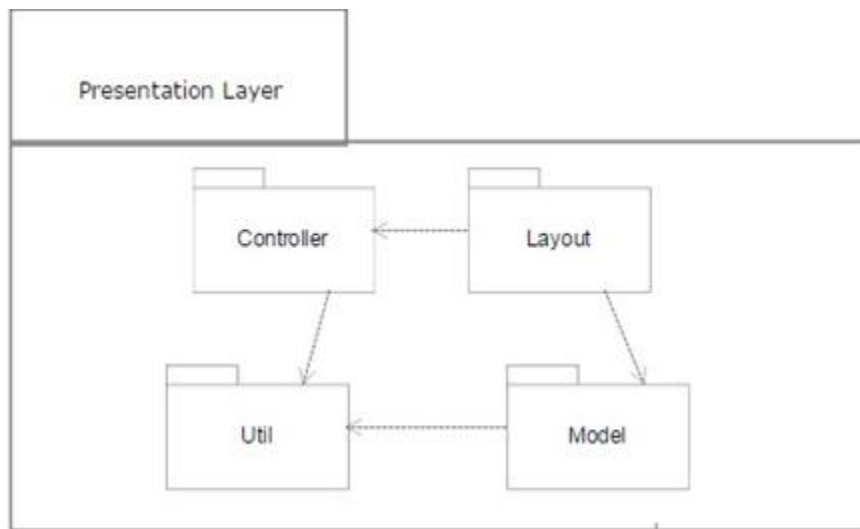 Presentation Layer
Controller
Layout
Util
Model